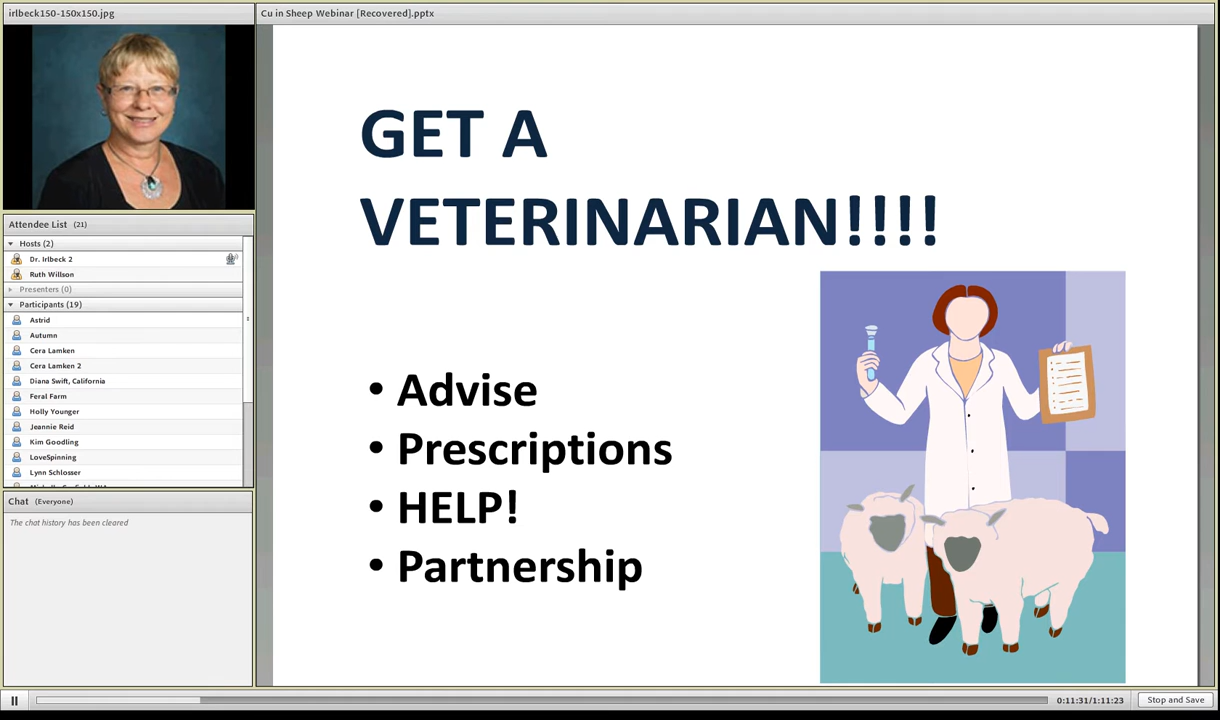 irlbeck150-150x150.jpg
Cu in Sheep Webinar [Recovered].pptx
Attendee List (21)
Hosts (2)
Dr. Irlbeck 2
Ruth Willson
Presenters (0)
Participants (19)
Astrid
Autumn
Cera Lamken
Cera Lamken 2
Diana Swift, California
Feral Farm
Holly Younger
Jeannie Reid
Kim Goodling
LoveSpinning
Lynn Schlosser
Chat (Everyone)
The chat history has been cleared
GET A
VETERINARIAN!!!!
• Advise
• Prescriptions
• HELP!
• Partnership
0:11:31/1:11:23
Stop and Save